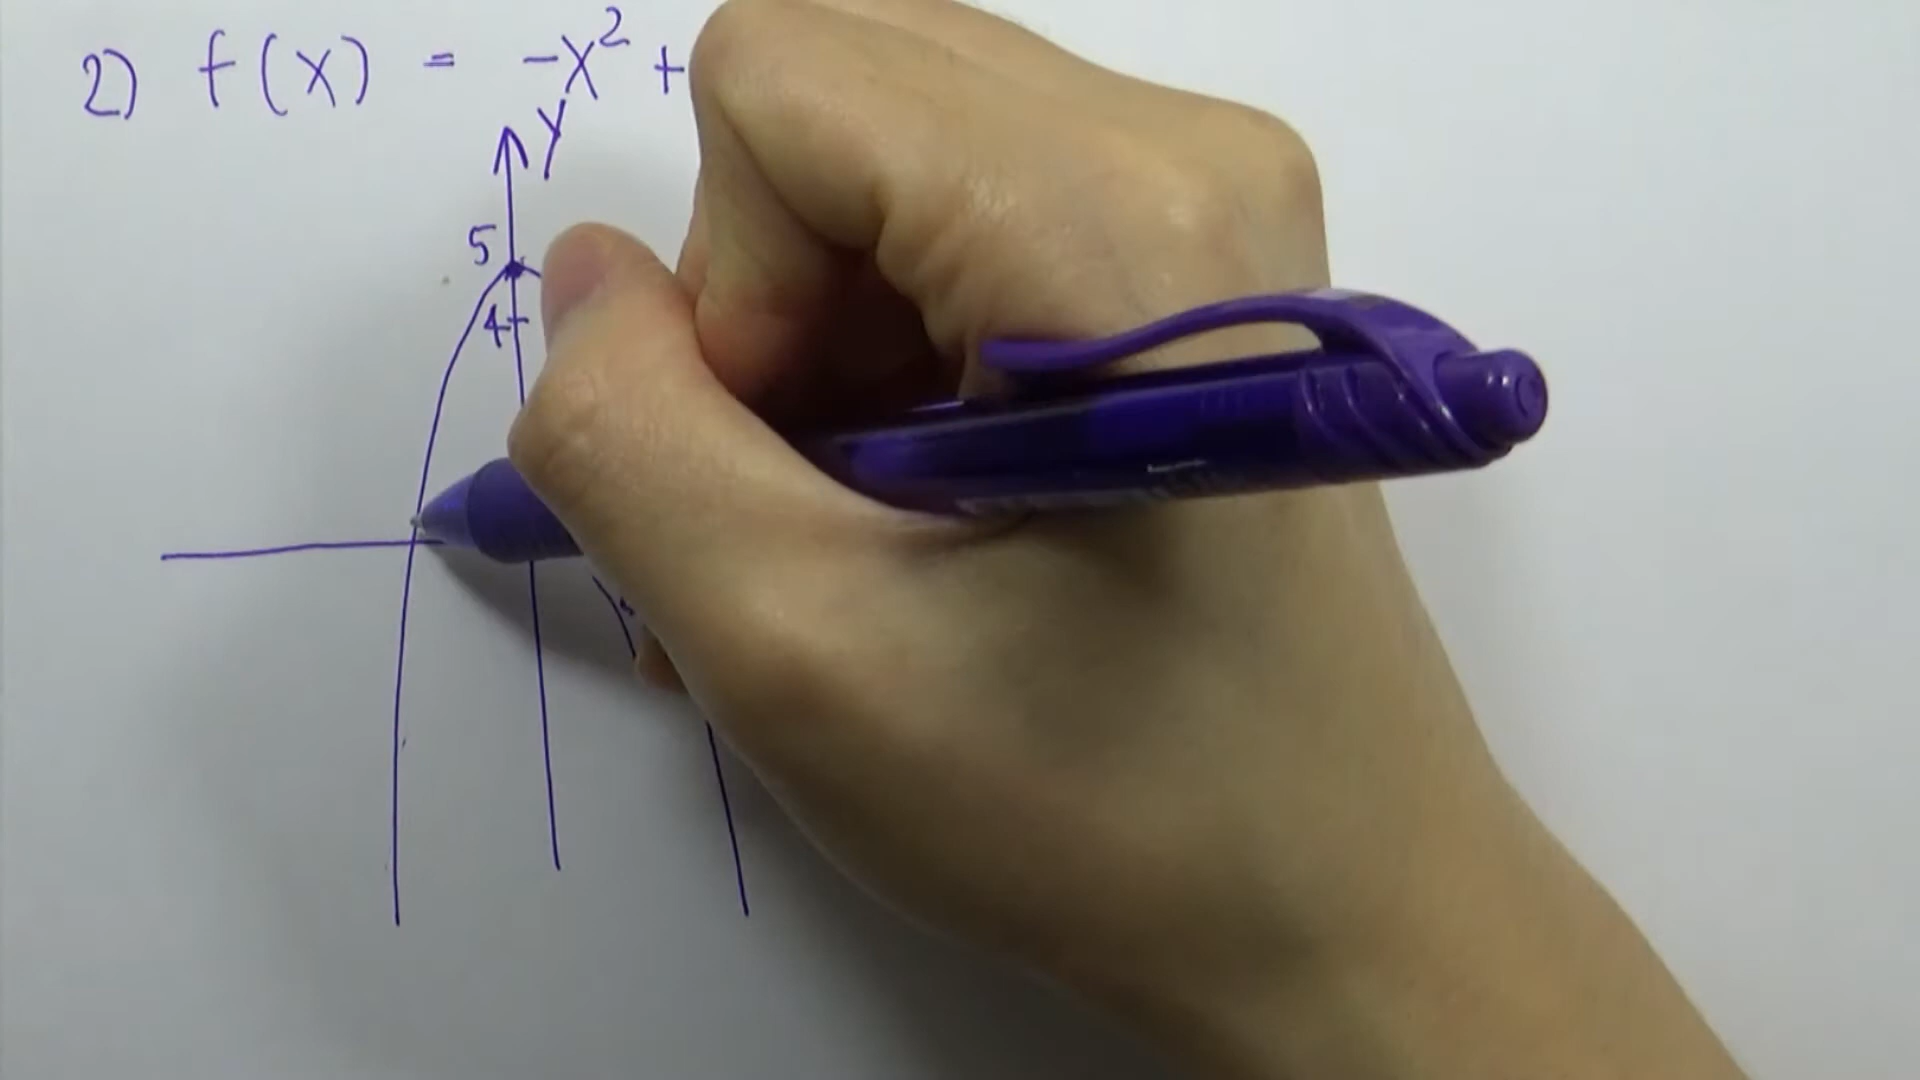 2) f(x) = -x² +
y
5
4